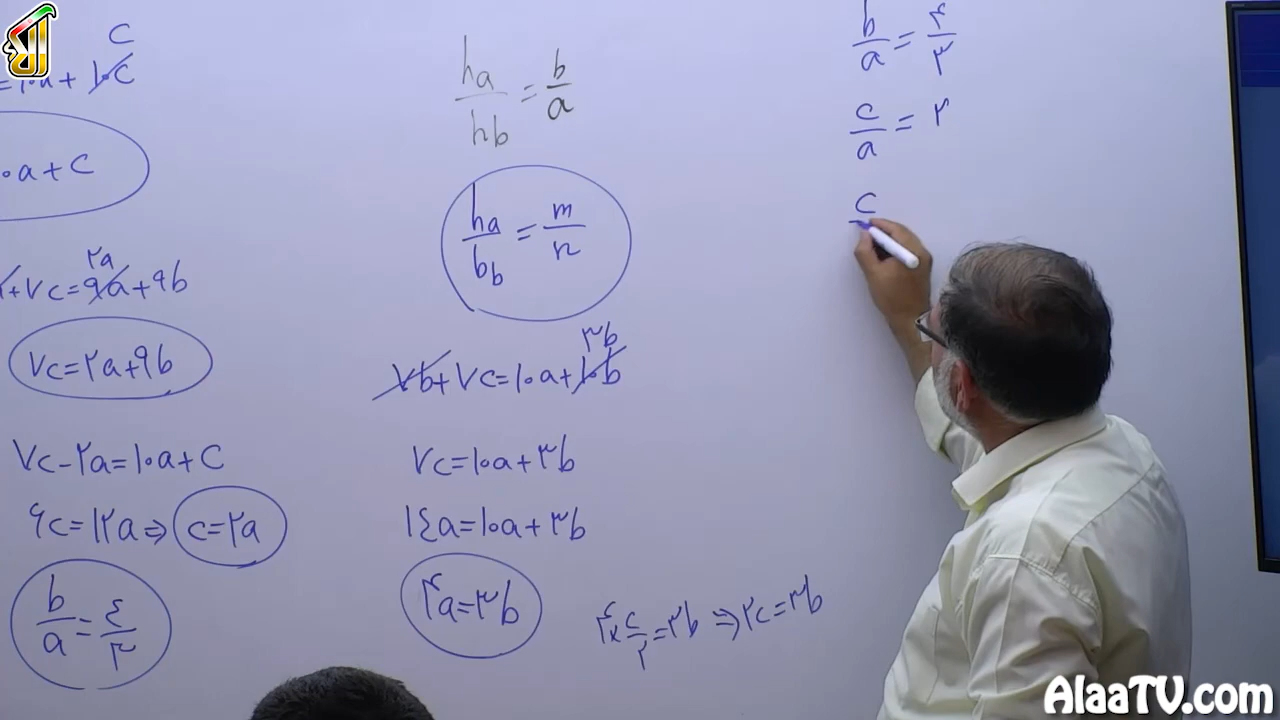 =۱۰a + ۱۰c c
۰a + c
+۷c = ۹a + ۹b ۲a
۷c = ۲a + ۹b
۷c - ۲a = ۱۰a + c
۶c = ۱۲a ⇒ c = ۲a
b/a = ۴/۳
ha/hb = b/a
ha/bb = m/n
۷b + ۷c = ۱۰a + ۱۰b ۳b
۷c = ۱۰a + ۳b
۱۴a = ۱۰a + ۳b
۴a = ۳b
۴ × c/۲ = ۳b ⇒ ۲c = ۳b
b/a = ۴/۳
c/a = ۲
c
AlaaTV.com